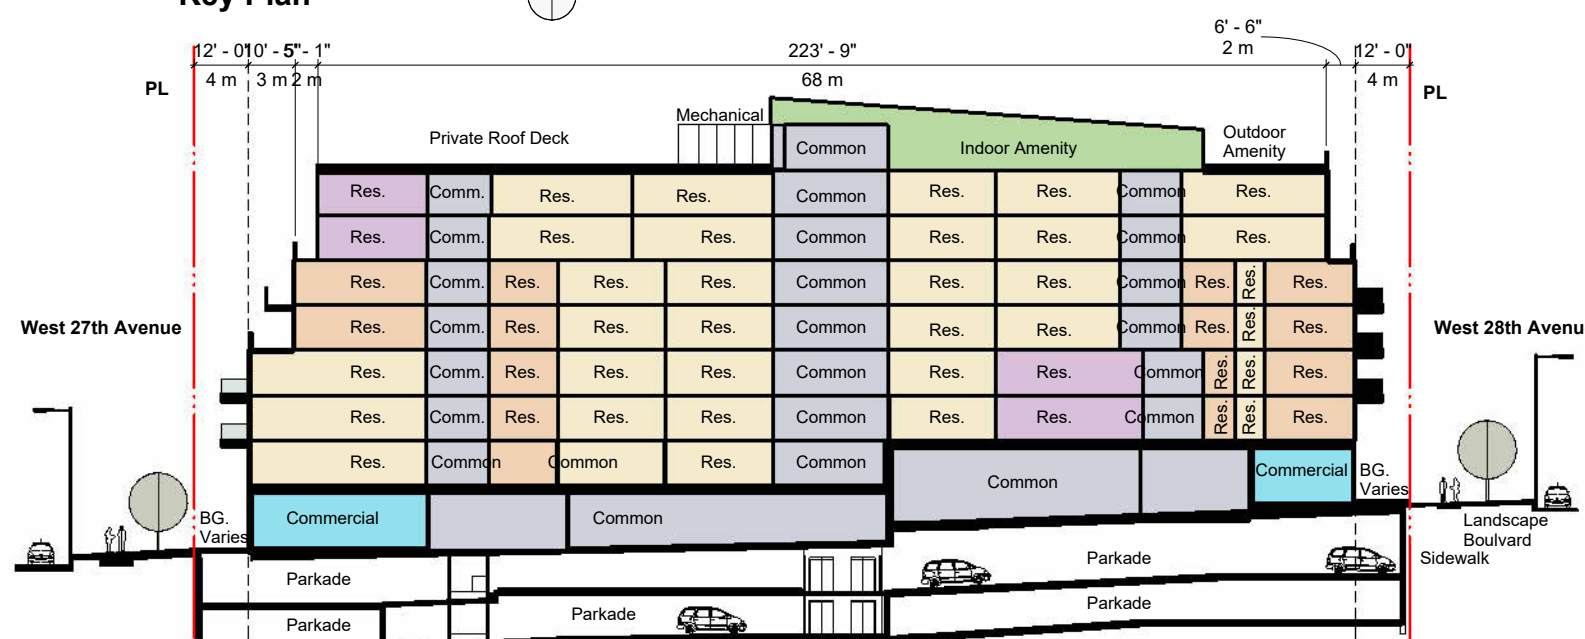 Key Plan
6' - 6"
12' - 0" 10' - 5" - 1" 223' - 9" 2 m 12' - 0"
4 m 3 m 2 m 68 m 4 m
PL PL
Mechanical
Private Roof Deck Common Indoor Amenity Outdoor
Amenity
Res. Comm. Res. Res. Common Res. Res. Common Res.
Res. Comm. Res. Res. Common Res. Res. Common Res.
Res. Comm. Res. Res. Res. Common Res. Res. Common Res. Res. Res.
West 27th Avenue Res. Comm. Res. Res. Res. Common Res. Res. Common Res. Res. Res. West 28th Avenu
Res. Comm. Res. Res. Res. Common Res. Res. Common Res. Res. Res.
Res. Comm. Res. Res. Res. Common Res. Res. Common Res. Res. Res.
Res. Common Common Res. Common Common Commercial BG.
Varies
BG. Commercial Common Landscape
Varies Boulvard
Parkade Parkade Sidewalk
Parkade Parkade Parkade